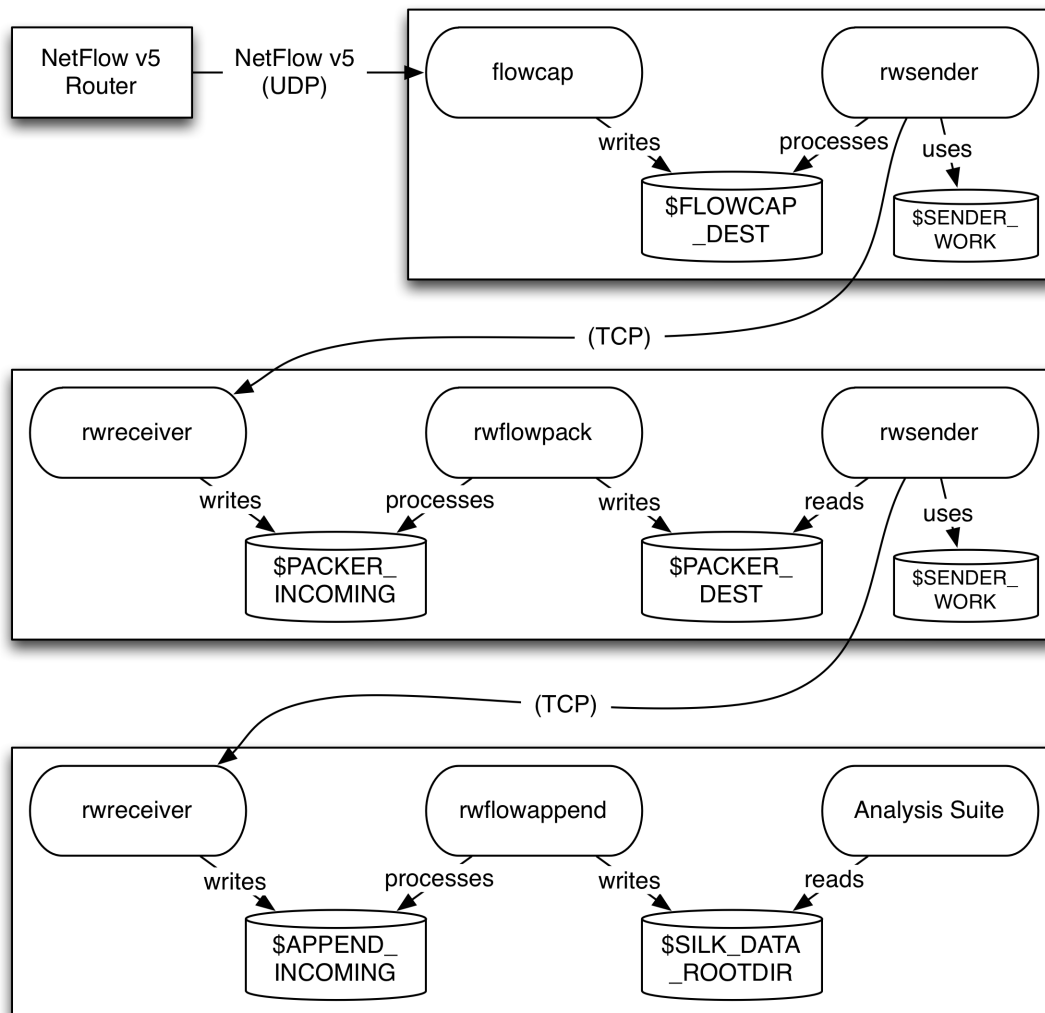 NetFlow v5
Router
NetFlow v5
(UDP)
flowcap
rwsender
writes
processes
uses
$FLOWCAP
_DEST
$SENDER_
WORK
(TCP)
rwreceiver
rwflowpack
rwsender
writes
processes
writes
reads
uses
$PACKER_
INCOMING
$PACKER_
DEST
$SENDER_
WORK
(TCP)
rwreceiver
rwflowappend
Analysis Suite
writes
processes
writes
reads
$APPEND_
INCOMING
$SILK_DATA
_ROOTDIR